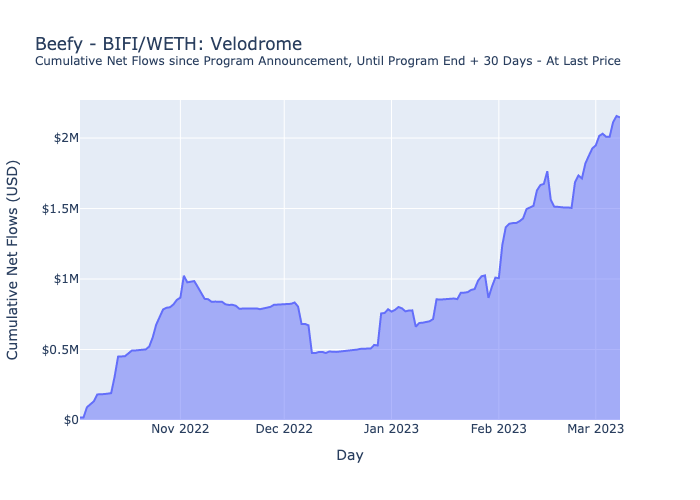 Beefy - BIFI/WETH: Velodrome
Cumulative Net Flows since Program Announcement, Until Program End + 30 Days - At Last Price
Cumulative Net Flows (USD)
$2M
$1.5M
$1M
$0.5M
$0
Nov 2022
Dec 2022
Jan 2023
Feb 2023
Mar 2023
Day